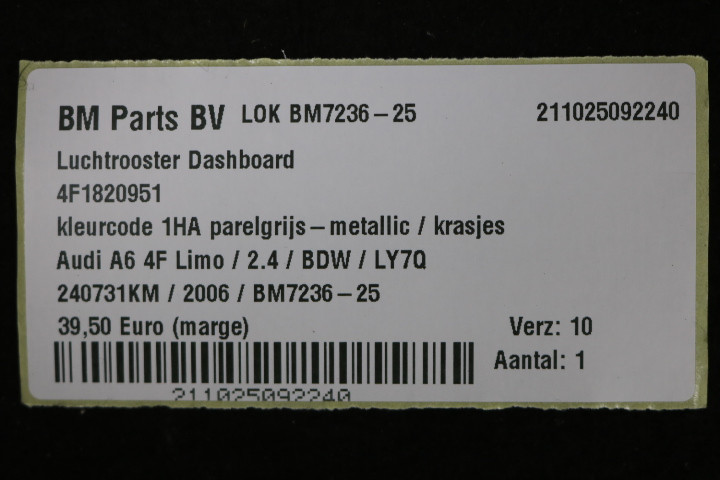 BM Parts BV LOK BM7236-25 211025092240
Luchtrooster Dashboard
4F1820951
kleurcode 1HA parelgrijs-metallic / krasjes
Audi A6 4F Limo / 2.4 / BDW / LY7Q
240731KM / 2006 / BM7236-25
39,50 Euro (marge) Verz: 10
Aantal: 1
211025092240